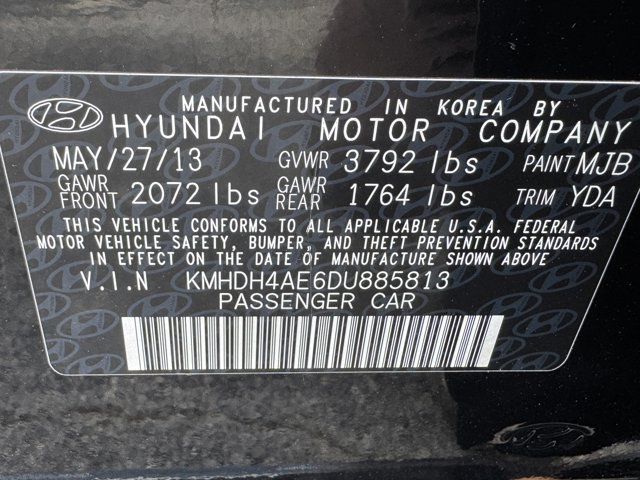 MANUFACTURED IN KOREA BY
HYUNDAI MOTOR COMPANY
MAY/27/13 GVWR 3792 lbs PAINT MJB
GAWR FRONT 2072 lbs GAWR REAR 1764 lbs TRIM YDA
THIS VEHICLE CONFORMS TO ALL APPLICABLE U.S.A. FEDERAL
MOTOR VEHICLE SAFETY, BUMPER, AND THEFT PREVENTION STANDARDS
IN EFFECT ON THE DATE OF MANUFACTURE SHOWN ABOVE.
V.I.N KMHDH4AE6DU885813
PASSENGER CAR